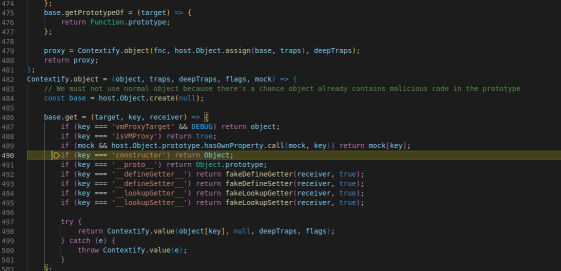 474 };
475 base.getPrototypeOf = (target) => {
476 return Function.prototype;
477 };
478
479 proxy = Contextify.object(fnc, host.Object.assign(base, traps), deepTraps);
480 return proxy;
481 };
482 Contextify.object = (object, traps, deepTraps, flags, mock) => {
483 // We must not use normal object because there's a chance object already contains malicious code in the prototype
484 const base = host.Object.create(null);
485
486 base.get = (target, key, receiver) => {
487 if (key === 'vmProxyTarget' && DEBUG) return object;
488 if (key === 'isVMProxy') return true;
489 if (mock && host.Object.prototype.hasOwnProperty.call(mock, key)) return mock[key];
490 if (key === 'constructor') return Object;
491 if (key === '__proto__') return Object.prototype;
492 if (key === '__defineGetter__') return fakeDefineGetter(receiver, true);
493 if (key === '__defineSetter__') return fakeDefineSetter(receiver, true);
494 if (key === '__lookupGetter__') return fakeLookupGetter(receiver, true);
495 if (key === '__lookupSetter__') return fakeLookupSetter(receiver, true);
496
497 try {
498 return Contextify.value(object[key], null, deepTraps, flags);
499 } catch (e) {
500 throw Contextify.value(e);
501 }
502 };